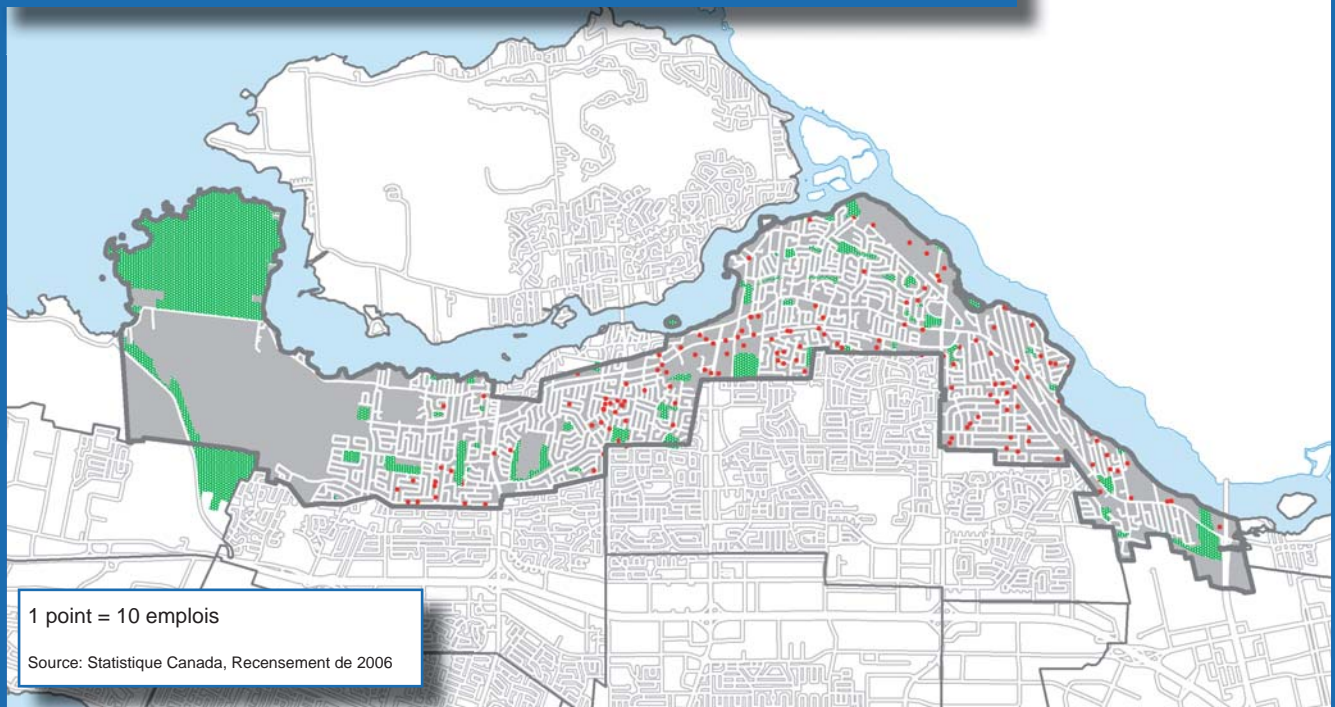 1 point = 10 emplois
Source: Statistique Canada, Recensement de 2006